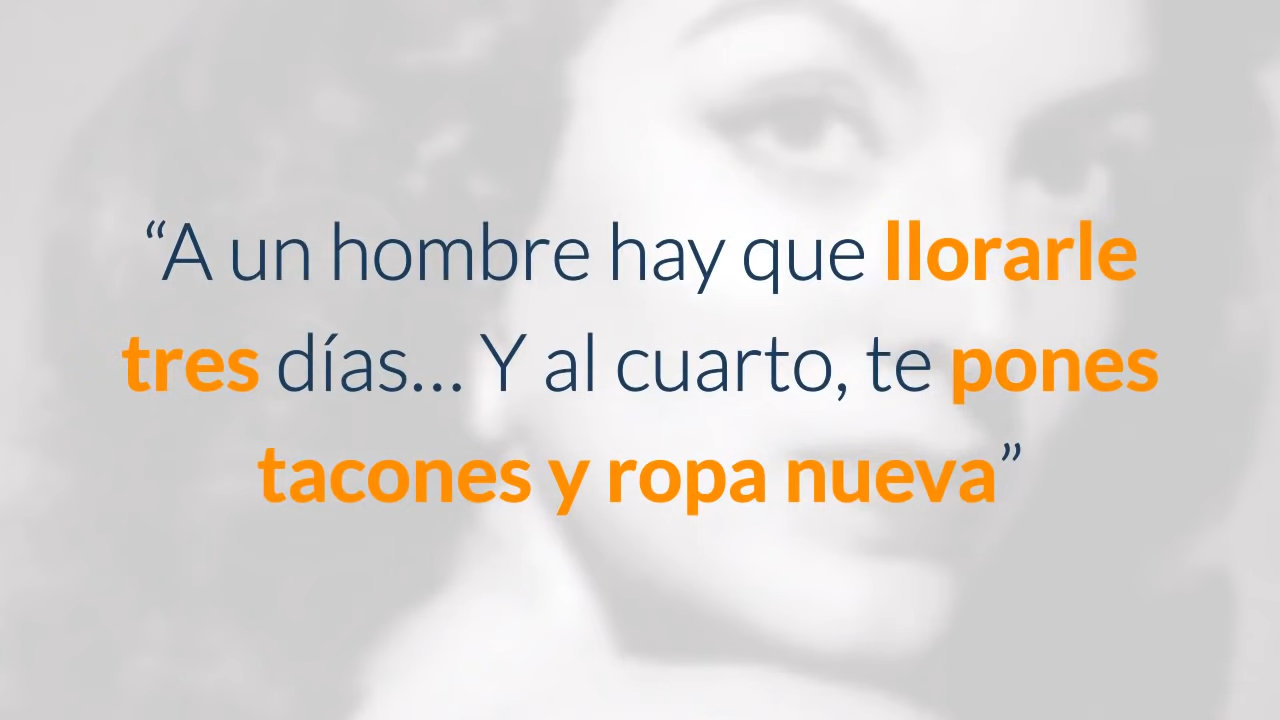 “A un hombre hay que llorarle
tres días... Y al cuarto, te pones
tacones y ropa nueva”